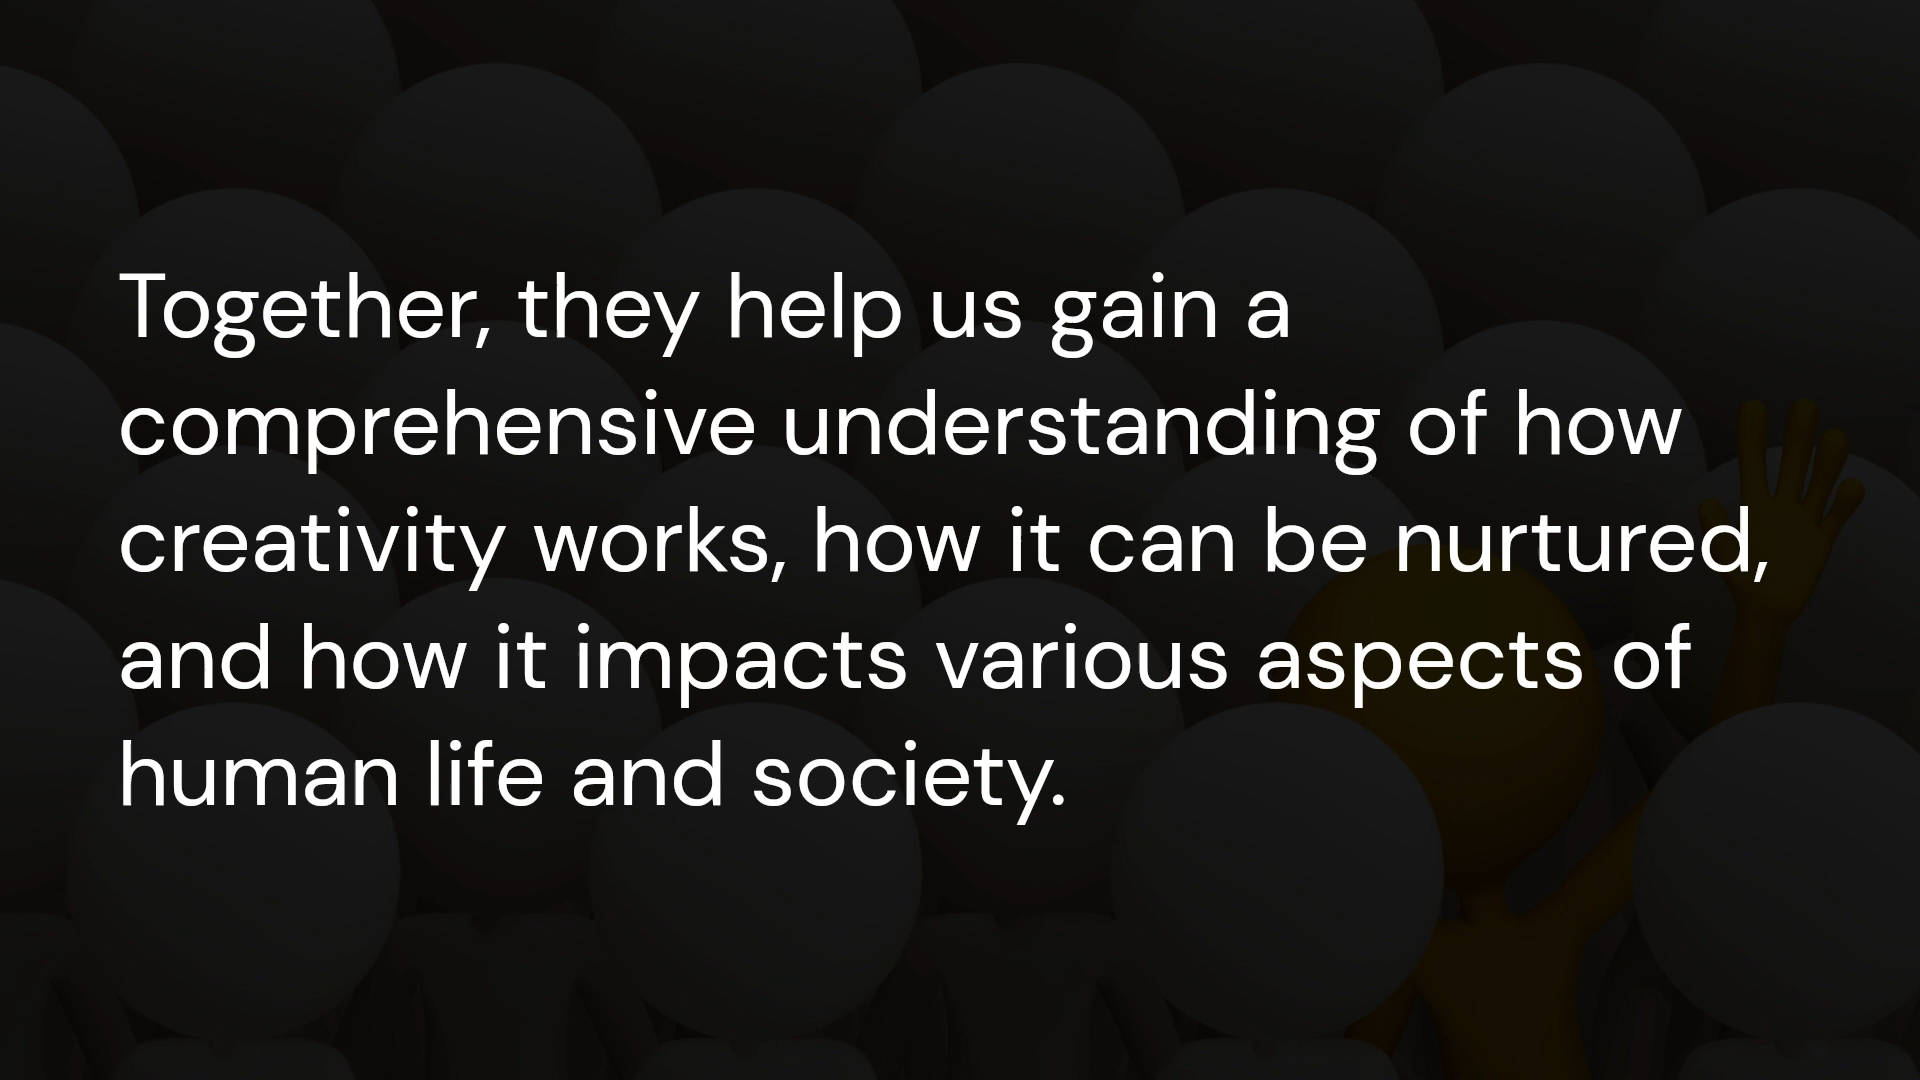 Together, they help us gain a
comprehensive understanding of how
creativity works, how it can be nurtured,
and how it impacts various aspects of
human life and society.